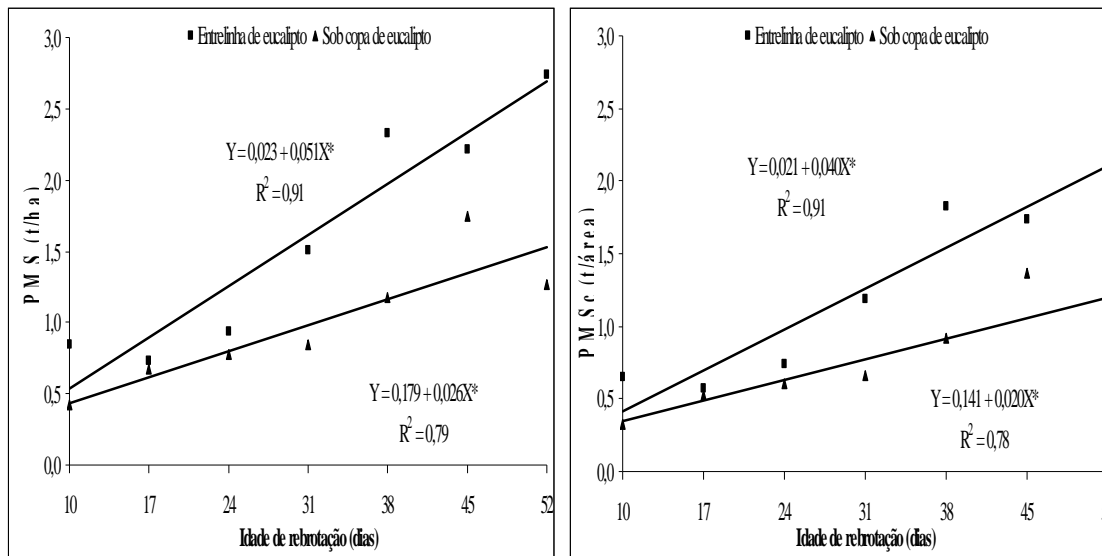 3,0
■ Entrelinha de eucalipto ▲ Sob copa de eucalipto
2,5
2,0
1,5
1,0
0,5
0,0
PMS (t/ha)
Y = 0,023 + 0,051X*
R² = 0,91
Y = 0,179 + 0,026X*
R² = 0,79
10 17 24 31 38 45 52
Idade de rebrotação (dias)
3,0
■ Entrelinha de eucalipto ▲ Sob copa de eucalipto
2,5
2,0
1,5
1,0
0,5
0,0
PMSc (t/área)
Y = 0,021 + 0,040X*
R² = 0,91
Y = 0,141 + 0,020X*
R² = 0,78
10 17 24 31 38 45
Idade de rebrotação (dias)